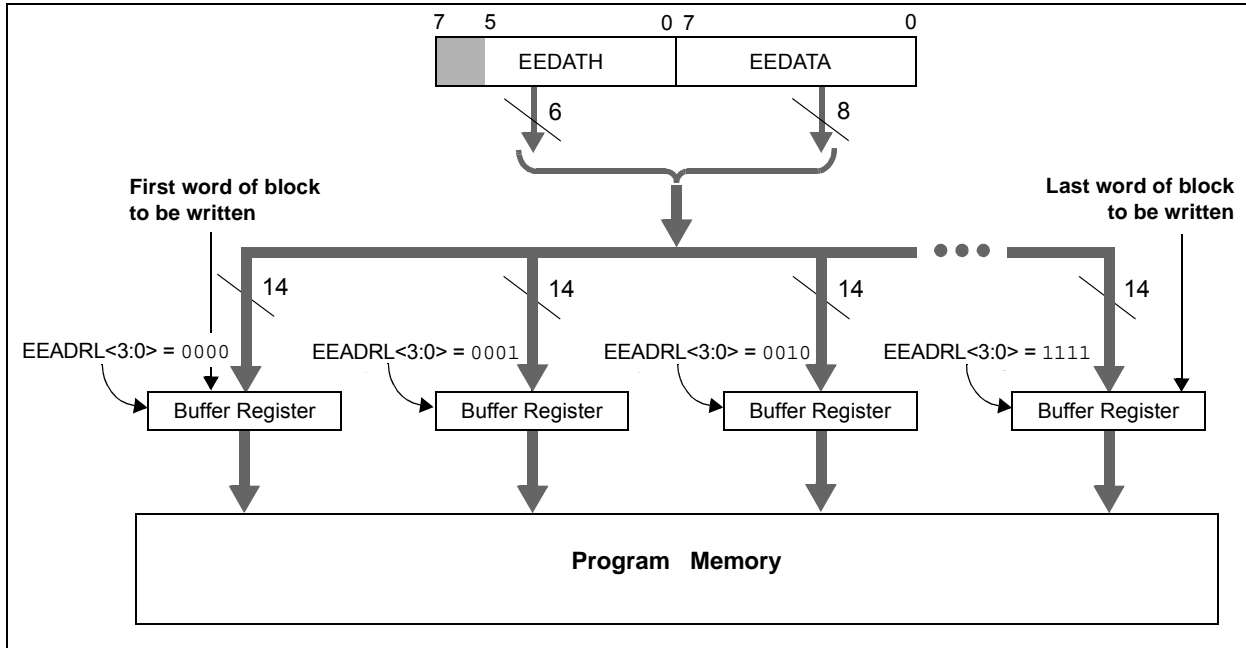 7 5 0 7 0
EEDATH EEDATA
6 8
First word of block
to be written
Last word of block
to be written
14 14 14 14
EEADRL<3:0> = 0000 EEADRL<3:0> = 0001 EEADRL<3:0> = 0010 EEADRL<3:0> = 1111
Buffer Register Buffer Register Buffer Register Buffer Register
Program Memory